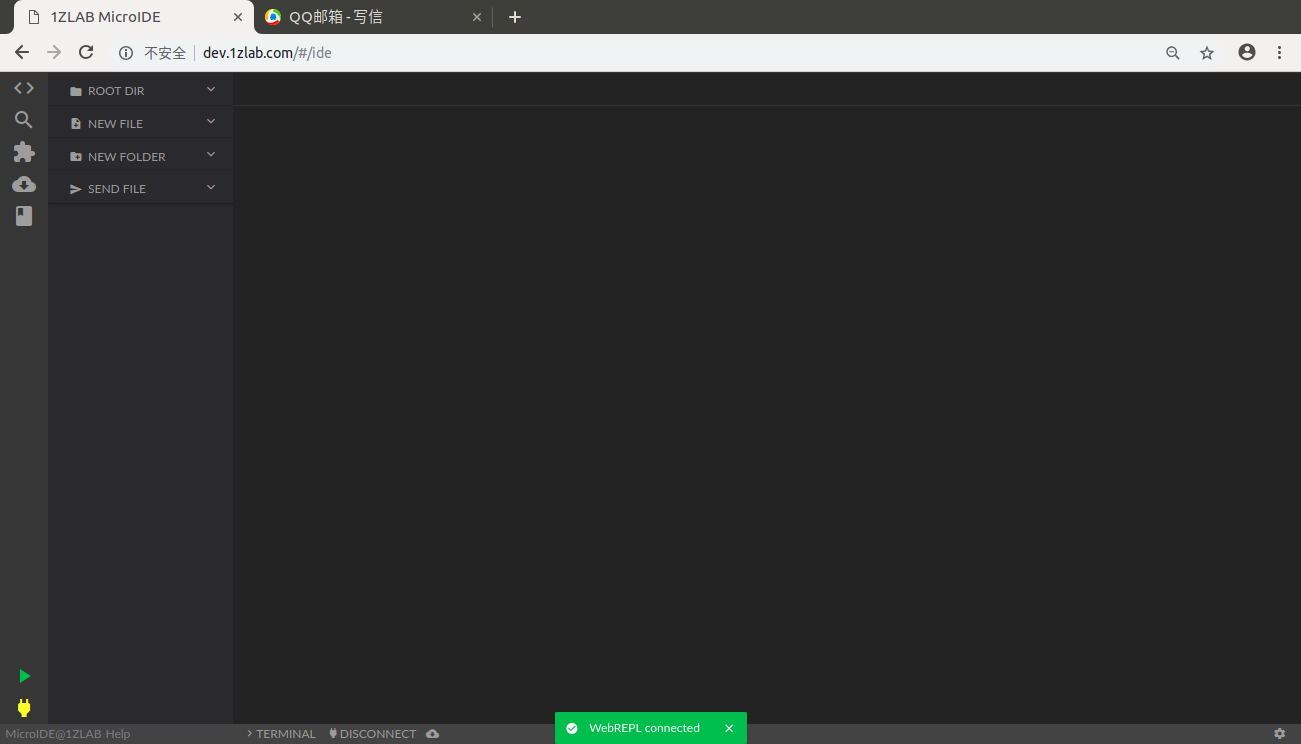 1ZLAB MicroIDE
QQ邮箱 - 写信
不安全 dev.1zlab.com/#/ide
ROOT DIR
NEW FILE
NEW FOLDER
SEND FILE
MicroIDE@1ZLAB Help
TERMINAL DISCONNECT
WebREPL connected